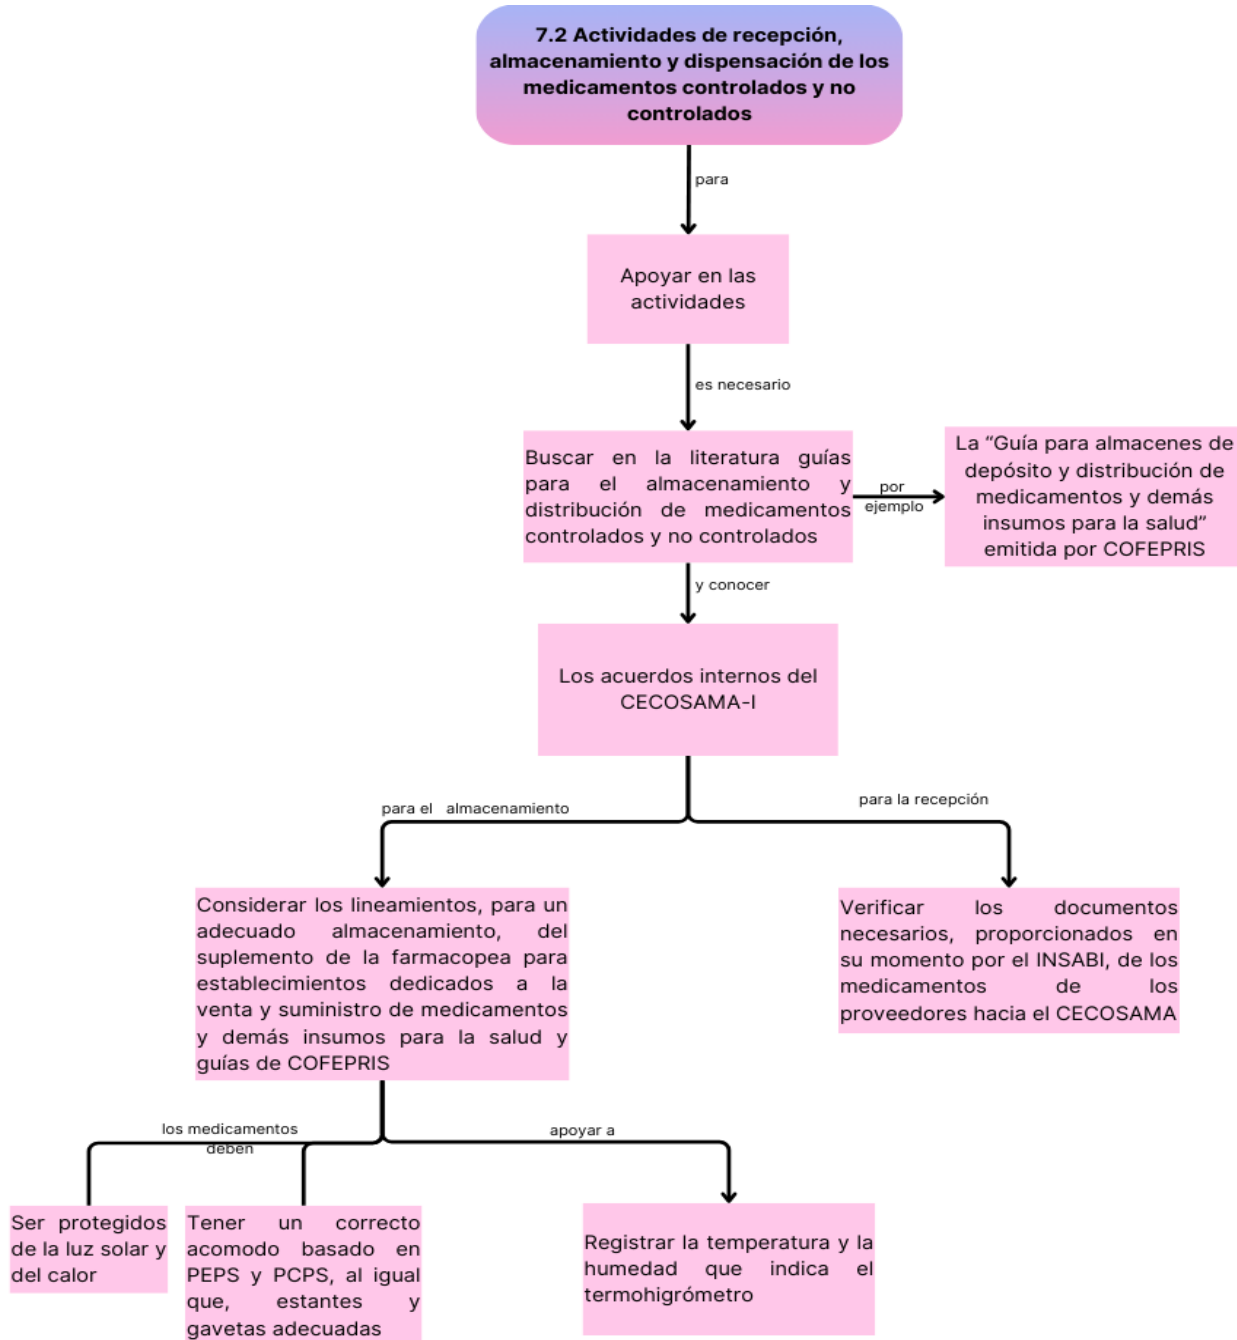 7.2 Actividades de recepción,
almacenamiento y dispensación de los
medicamentos controlados y no
controlados
para
Apoyar en las
actividades
es necesario
Buscar en la literatura guías
para el almacenamiento y
distribución de medicamentos
controlados y no controlados
por
ejemplo
La “Guía para almacenes de
depósito y distribución de
medicamentos y demás
insumos para la salud”
emitida por COFEPRIS
y conocer
Los acuerdos internos del
CECOSAMA-I
para el almacenamiento
para la recepción
Considerar los lineamientos, para un
adecuado almacenamiento, del
suplemento de la farmacopea para
establecimientos dedicados a la
venta y suministro de medicamentos
y demás insumos para la salud y
guías de COFEPRIS
Verificar los documentos
necesarios, proporcionados en
su momento por el INSABI, de los
medicamentos de los
proveedores hacia el CECOSAMA
los medicamentos
deben
apoyar a
Ser protegidos
de la luz solar y
del calor
Tener un correcto
acomodo basado en
PEPS y PCPS, al igual
que, estantes y
gavetas adecuadas
Registrar la temperatura y la
humedad que indica el
termohigrómetro